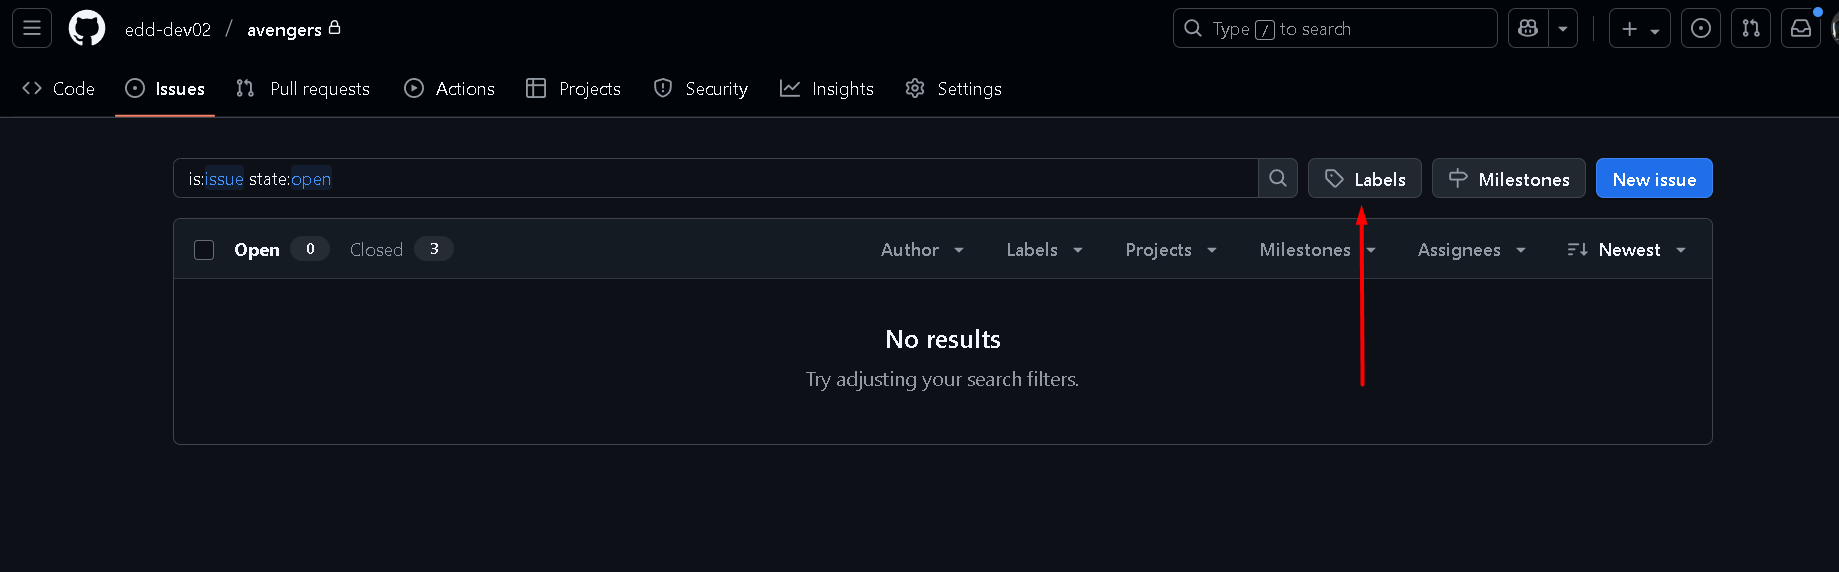 edd-dev02 / avengers Type / to search
Code Issues Pull requests Actions Projects Security Insights Settings
is:issue state:open Labels Milestones New issue
Open 0 Closed 3 Author Labels Projects Milestones Assignees Newest
No results
Try adjusting your search filters.